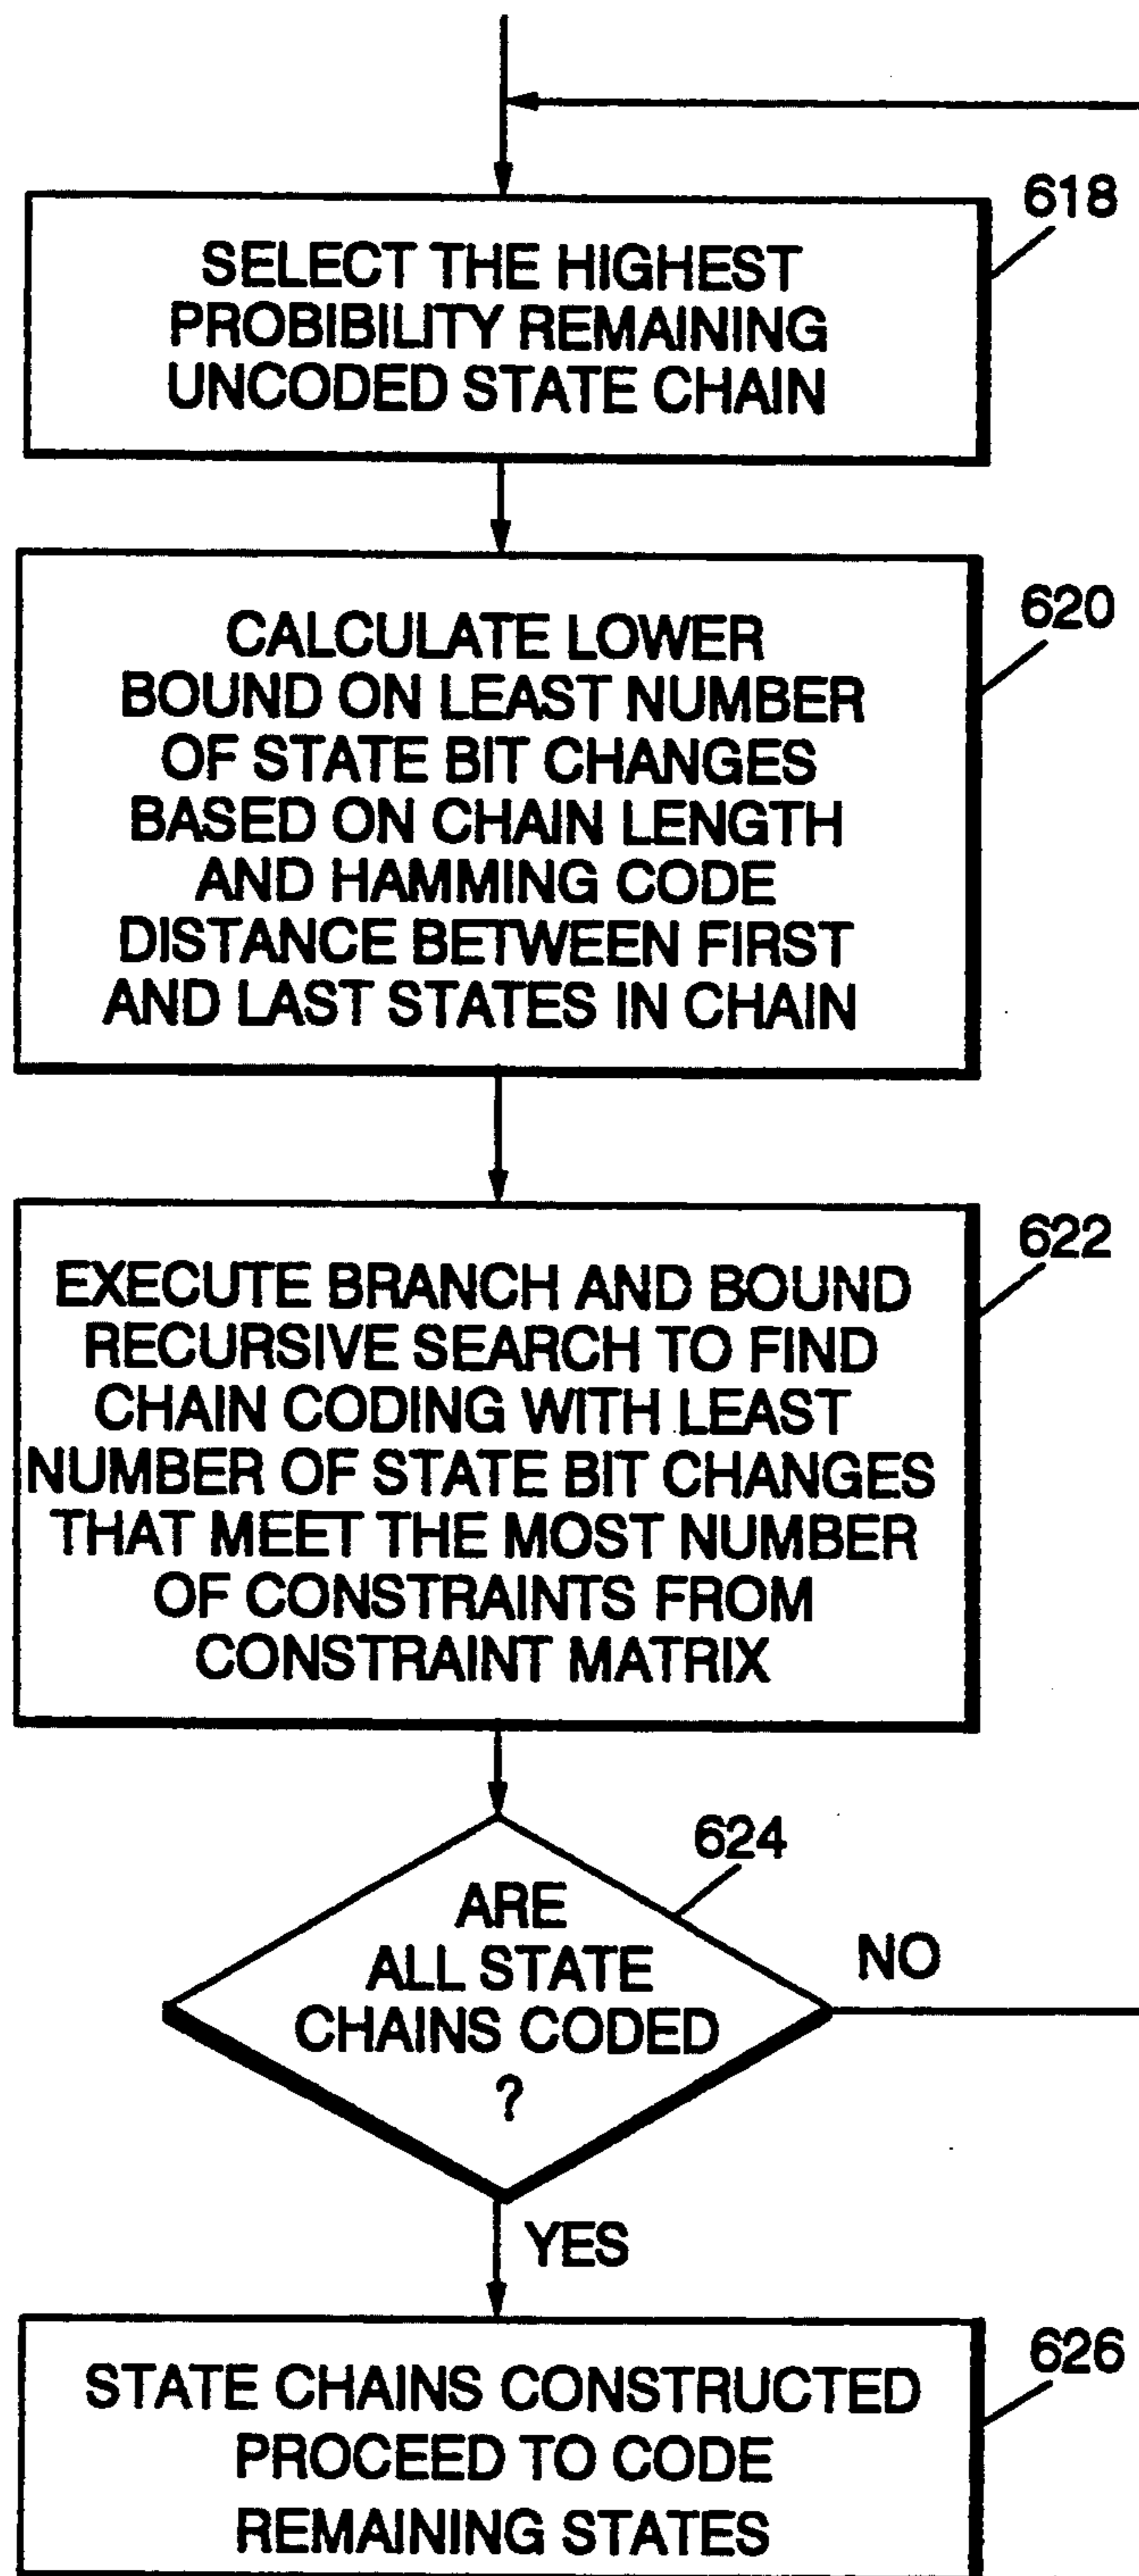 618
SELECT THE HIGHEST
PROBIBILITY REMAINING
UNCODED STATE CHAIN
620
CALCULATE LOWER
BOUND ON LEAST NUMBER
OF STATE BIT CHANGES
BASED ON CHAIN LENGTH
AND HAMMING CODE
DISTANCE BETWEEN FIRST
AND LAST STATES IN CHAIN
622
EXECUTE BRANCH AND BOUND
RECURSIVE SEARCH TO FIND
CHAIN CODING WITH LEAST
NUMBER OF STATE BIT CHANGES
THAT MEET THE MOST NUMBER
OF CONSTRAINTS FROM
CONSTRAINT MATRIX
624
ARE
ALL STATE
CHAINS CODED
?
NO
YES
626
STATE CHAINS CONSTRUCTED
PROCEED TO CODE
REMAINING STATES